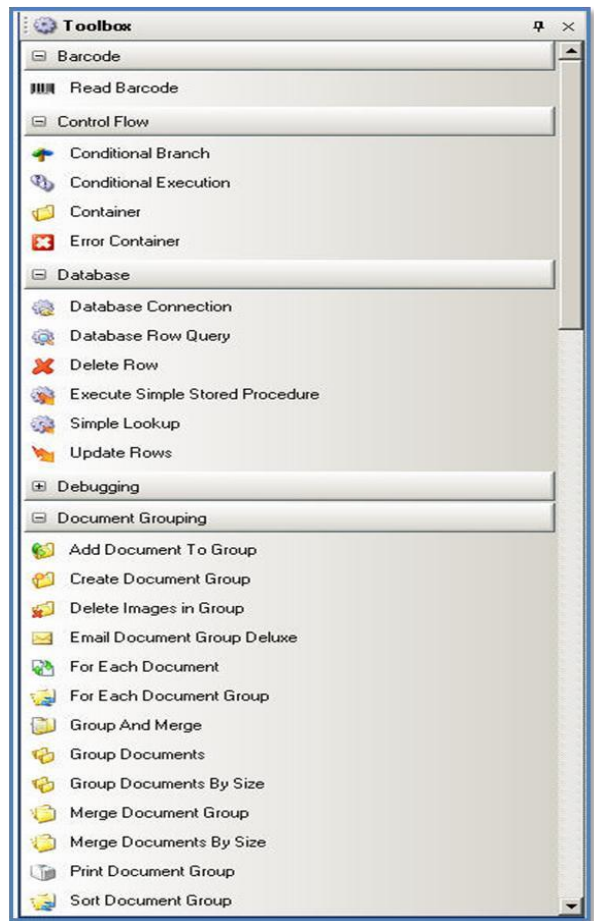 Toolbox
Barcode
Read Barcode
Control Flow
Conditional Branch
Conditional Execution
Container
Error Container
Database
Database Connection
Database Row Query
Delete Row
Execute Simple Stored Procedure
Simple Lookup
Update Rows
Debugging
Document Grouping
Add Document To Group
Create Document Group
Delete Images in Group
Email Document Group Deluxe
For Each Document
For Each Document Group
Group And Merge
Group Documents
Group Documents By Size
Merge Document Group
Merge Documents By Size
Print Document Group
Sort Document Group